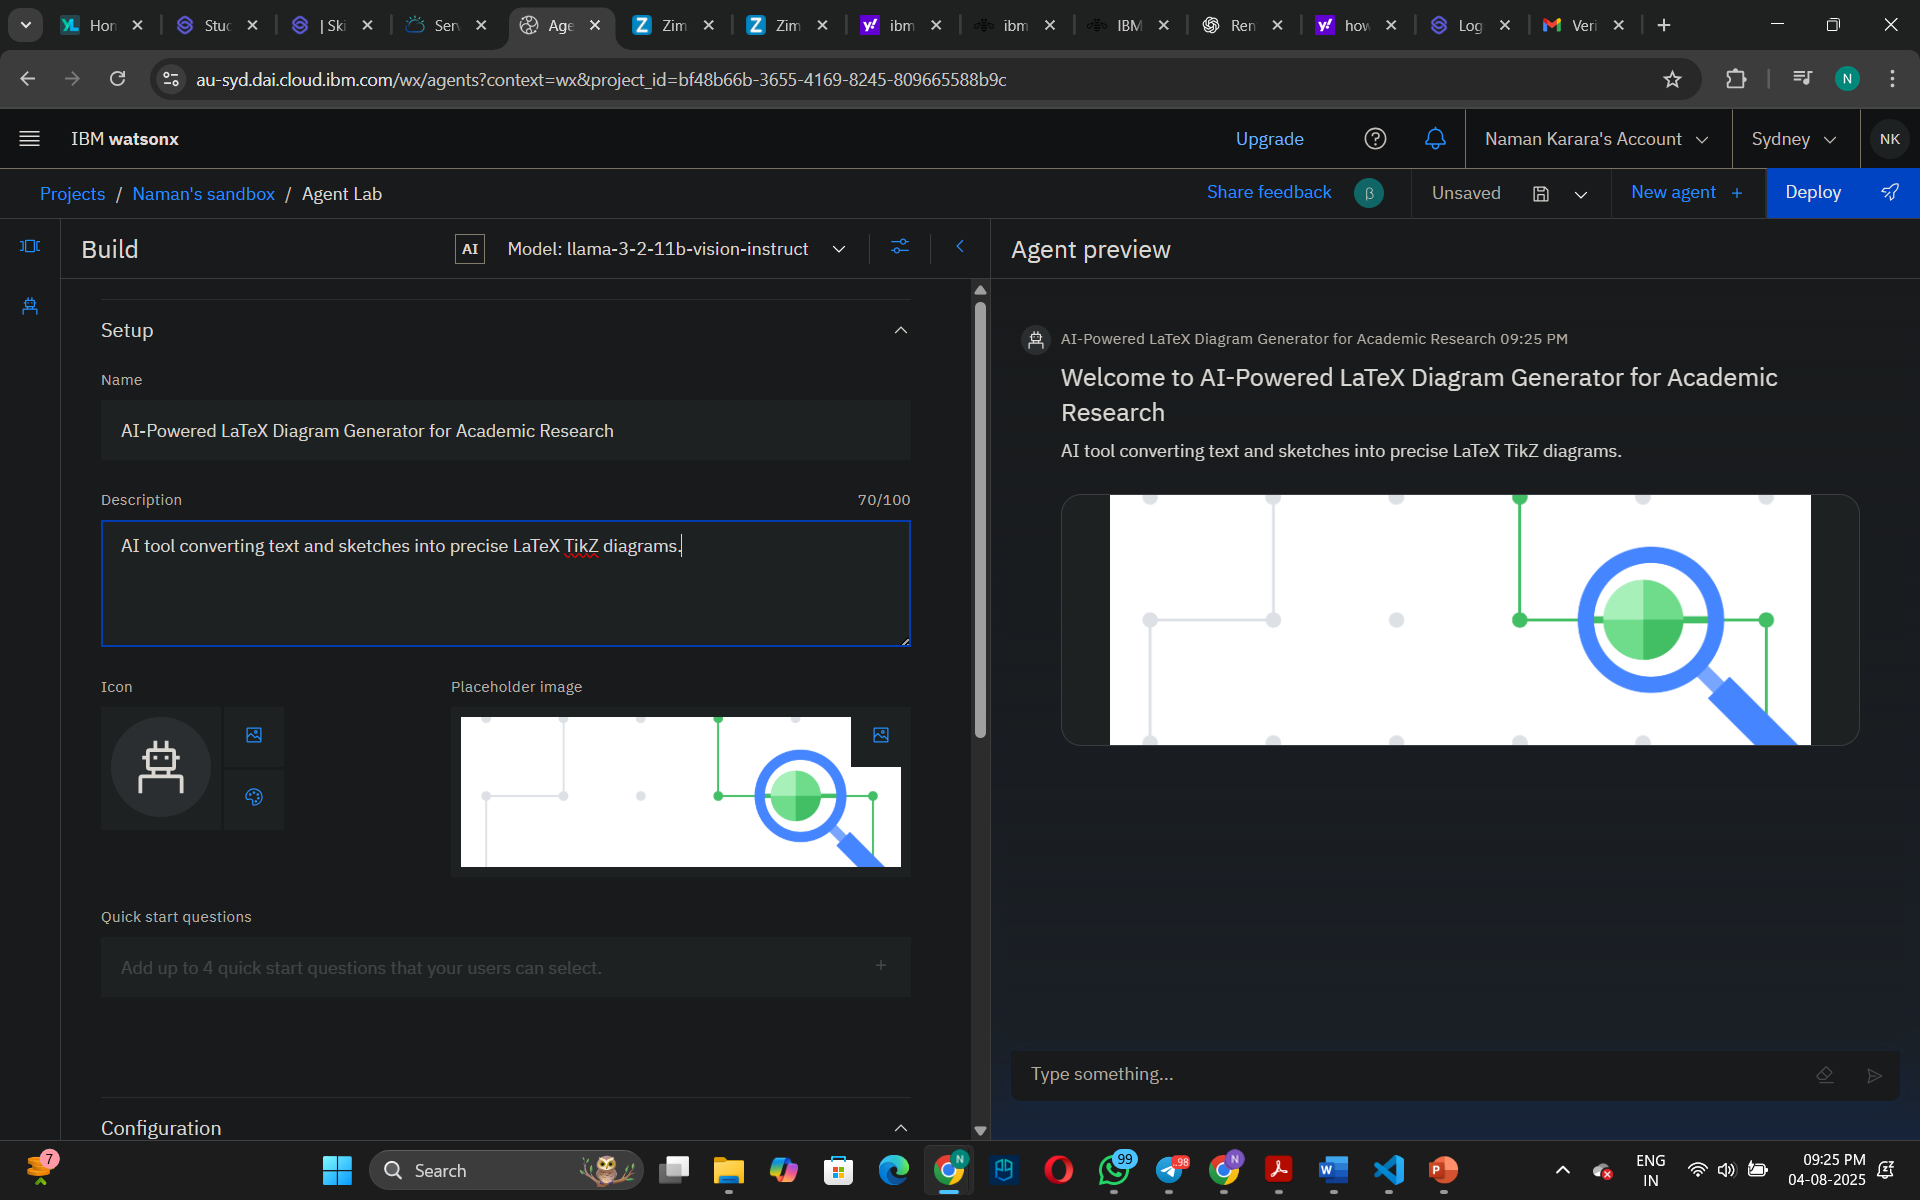 Hon
Stuc
| Ski
Serv
Age
Zim
Zim
ibm
ibm
IBM
Ren
how
Log
Veri
au-syd.dai.cloud.ibm.com/wx/agents?context=wx&project_id=bf48b66b-3655-4169-8245-809665588b9c
N
IBM watsonx
Upgrade
Naman Karara's Account
Sydney
NK
Projects / Naman's sandbox / Agent Lab
Share feedback
β
Unsaved
New agent +
Deploy
Build
AI
Model: llama-3-2-11b-vision-instruct
Agent preview
Setup
Name
AI-Powered LaTeX Diagram Generator for Academic Research
Description
70/100
AI tool converting text and sketches into precise LaTeX TikZ diagrams.
Icon
Placeholder image
Quick start questions
Add up to 4 quick start questions that your users can select.
Configuration
AI-Powered LaTeX Diagram Generator for Academic Research 09:25 PM
Welcome to AI-Powered LaTeX Diagram Generator for Academic
Research
AI tool converting text and sketches into precise LaTeX TikZ diagrams.
Type something...
7
Search
N
99
.98
N
W
P
ENG
IN
09:25 PM
04-08-2025